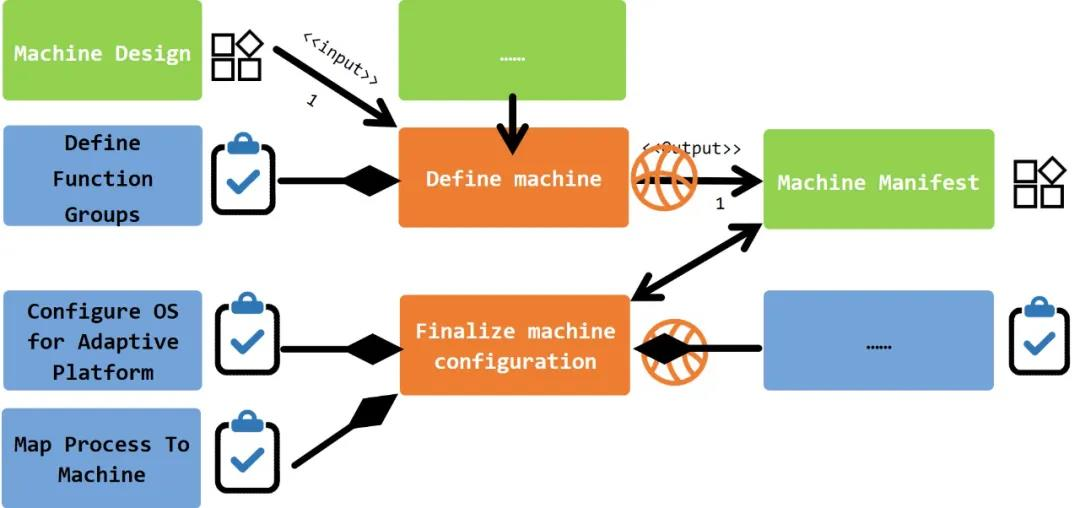 Machine Design
<<input>>
1
……
Define
Function
Groups
Define machine
<<Output>>
1
Machine Manifest
Configure OS
for Adaptive
Platform
Finalize machine
configuration
……
Map Process To
Machine